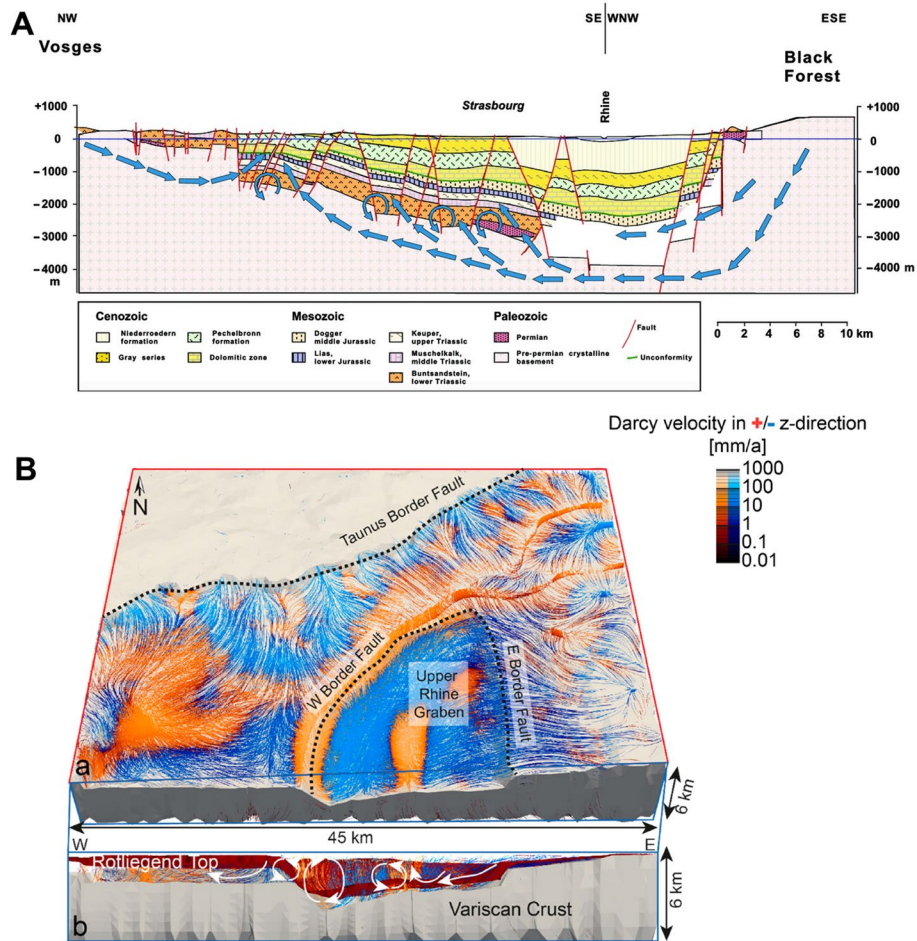 A
NW
SE WNW
ESE
Vosges
Black
Forest
Strasbourg
Rhine
+1000
0
−1000
−2000
−3000
−4000
m
+1000
0
−1000
−2000
−3000
−4000
m
Cenozoic
Niederroedern
formation
Gray series
Pechelbronn
formation
Dolomitic zone
Mesozoic
Dogger
middle Jurassic
Lias,
lower Jurassic
Keuper,
upper Triassic
Muschelkalk,
middle Triassic
Buntsandstein,
lower Triassic
Paleozoic
Permian
Pre-permian crystalline
basement
Fault
Unconformity
0 2 4 6 8 10 km
Darcy velocity in +/- z-direction
[mm/a]
1000
100
10
1
0.1
0.01
B
N
Taunus Border Fault
W Border Fault
E Border Fault
Upper
Rhine
Graben
a
6 km
45 km
W
E
Rotliegend Top
Variscan Crust
b
6 km